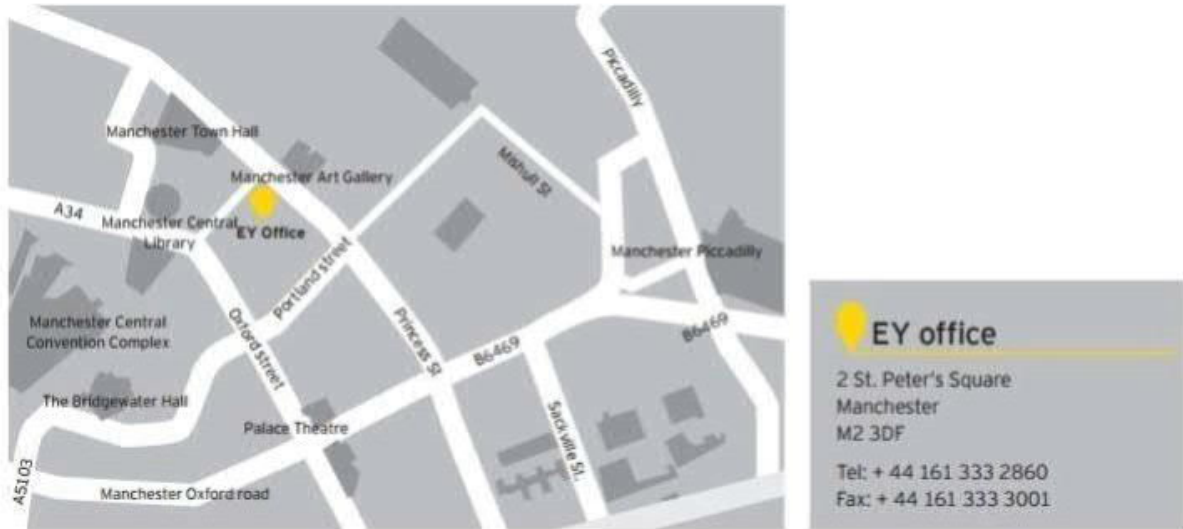 Piccadilly
Manchester Town Hall
Mishull St
Manchester Art Gallery
A34
Manchester Central
Library
EY Office
Portland street
Manchester Piccadilly
Manchester Central
Convention Complex
Oxford street
Princess St
B6469
B6469
The Bridgewater Hall
Palace Theatre
Sackville St.
A5103
Manchester Oxford road
EY office
2 St. Peter's Square
Manchester
M2 3DF
Tel: + 44 161 333 2860
Fax: + 44 161 333 3001